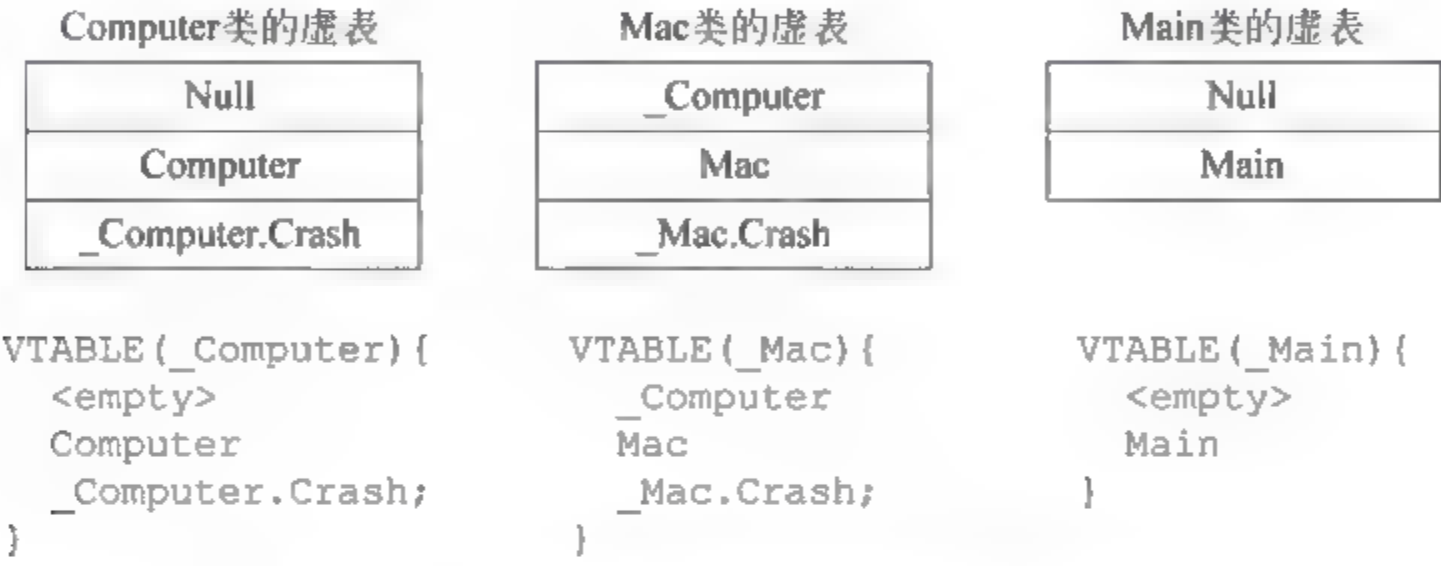 Computer类的虚表
Null
Computer
_Computer.Crash
Mac类的虚表
_Computer
Mac
_Mac.Crash
Main类的虚表
Null
Main
VTABLE(_Computer){
<empty>
Computer
_Computer.Crash;
}
VTABLE(_Mac){
_Computer
Mac
_Mac.Crash;
}
VTABLE(_Main){
<empty>
Main
}